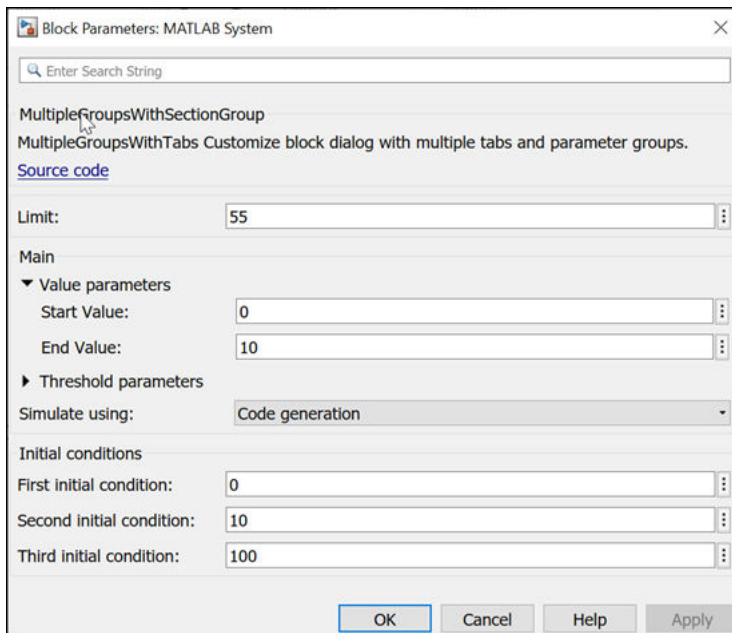 Block Parameters: MATLAB System
Enter Search String
MultipleGroupsWithSectionGroup
MultipleGroupsWithTabs Customize block dialog with multiple tabs and parameter groups.
Source code
Limit: 55
Main
Value parameters
Start Value: 0
End Value: 10
Threshold parameters
Simulate using: Code generation
Initial conditions
First initial condition: 0
Second initial condition: 10
Third initial condition: 100
OK Cancel Help Apply